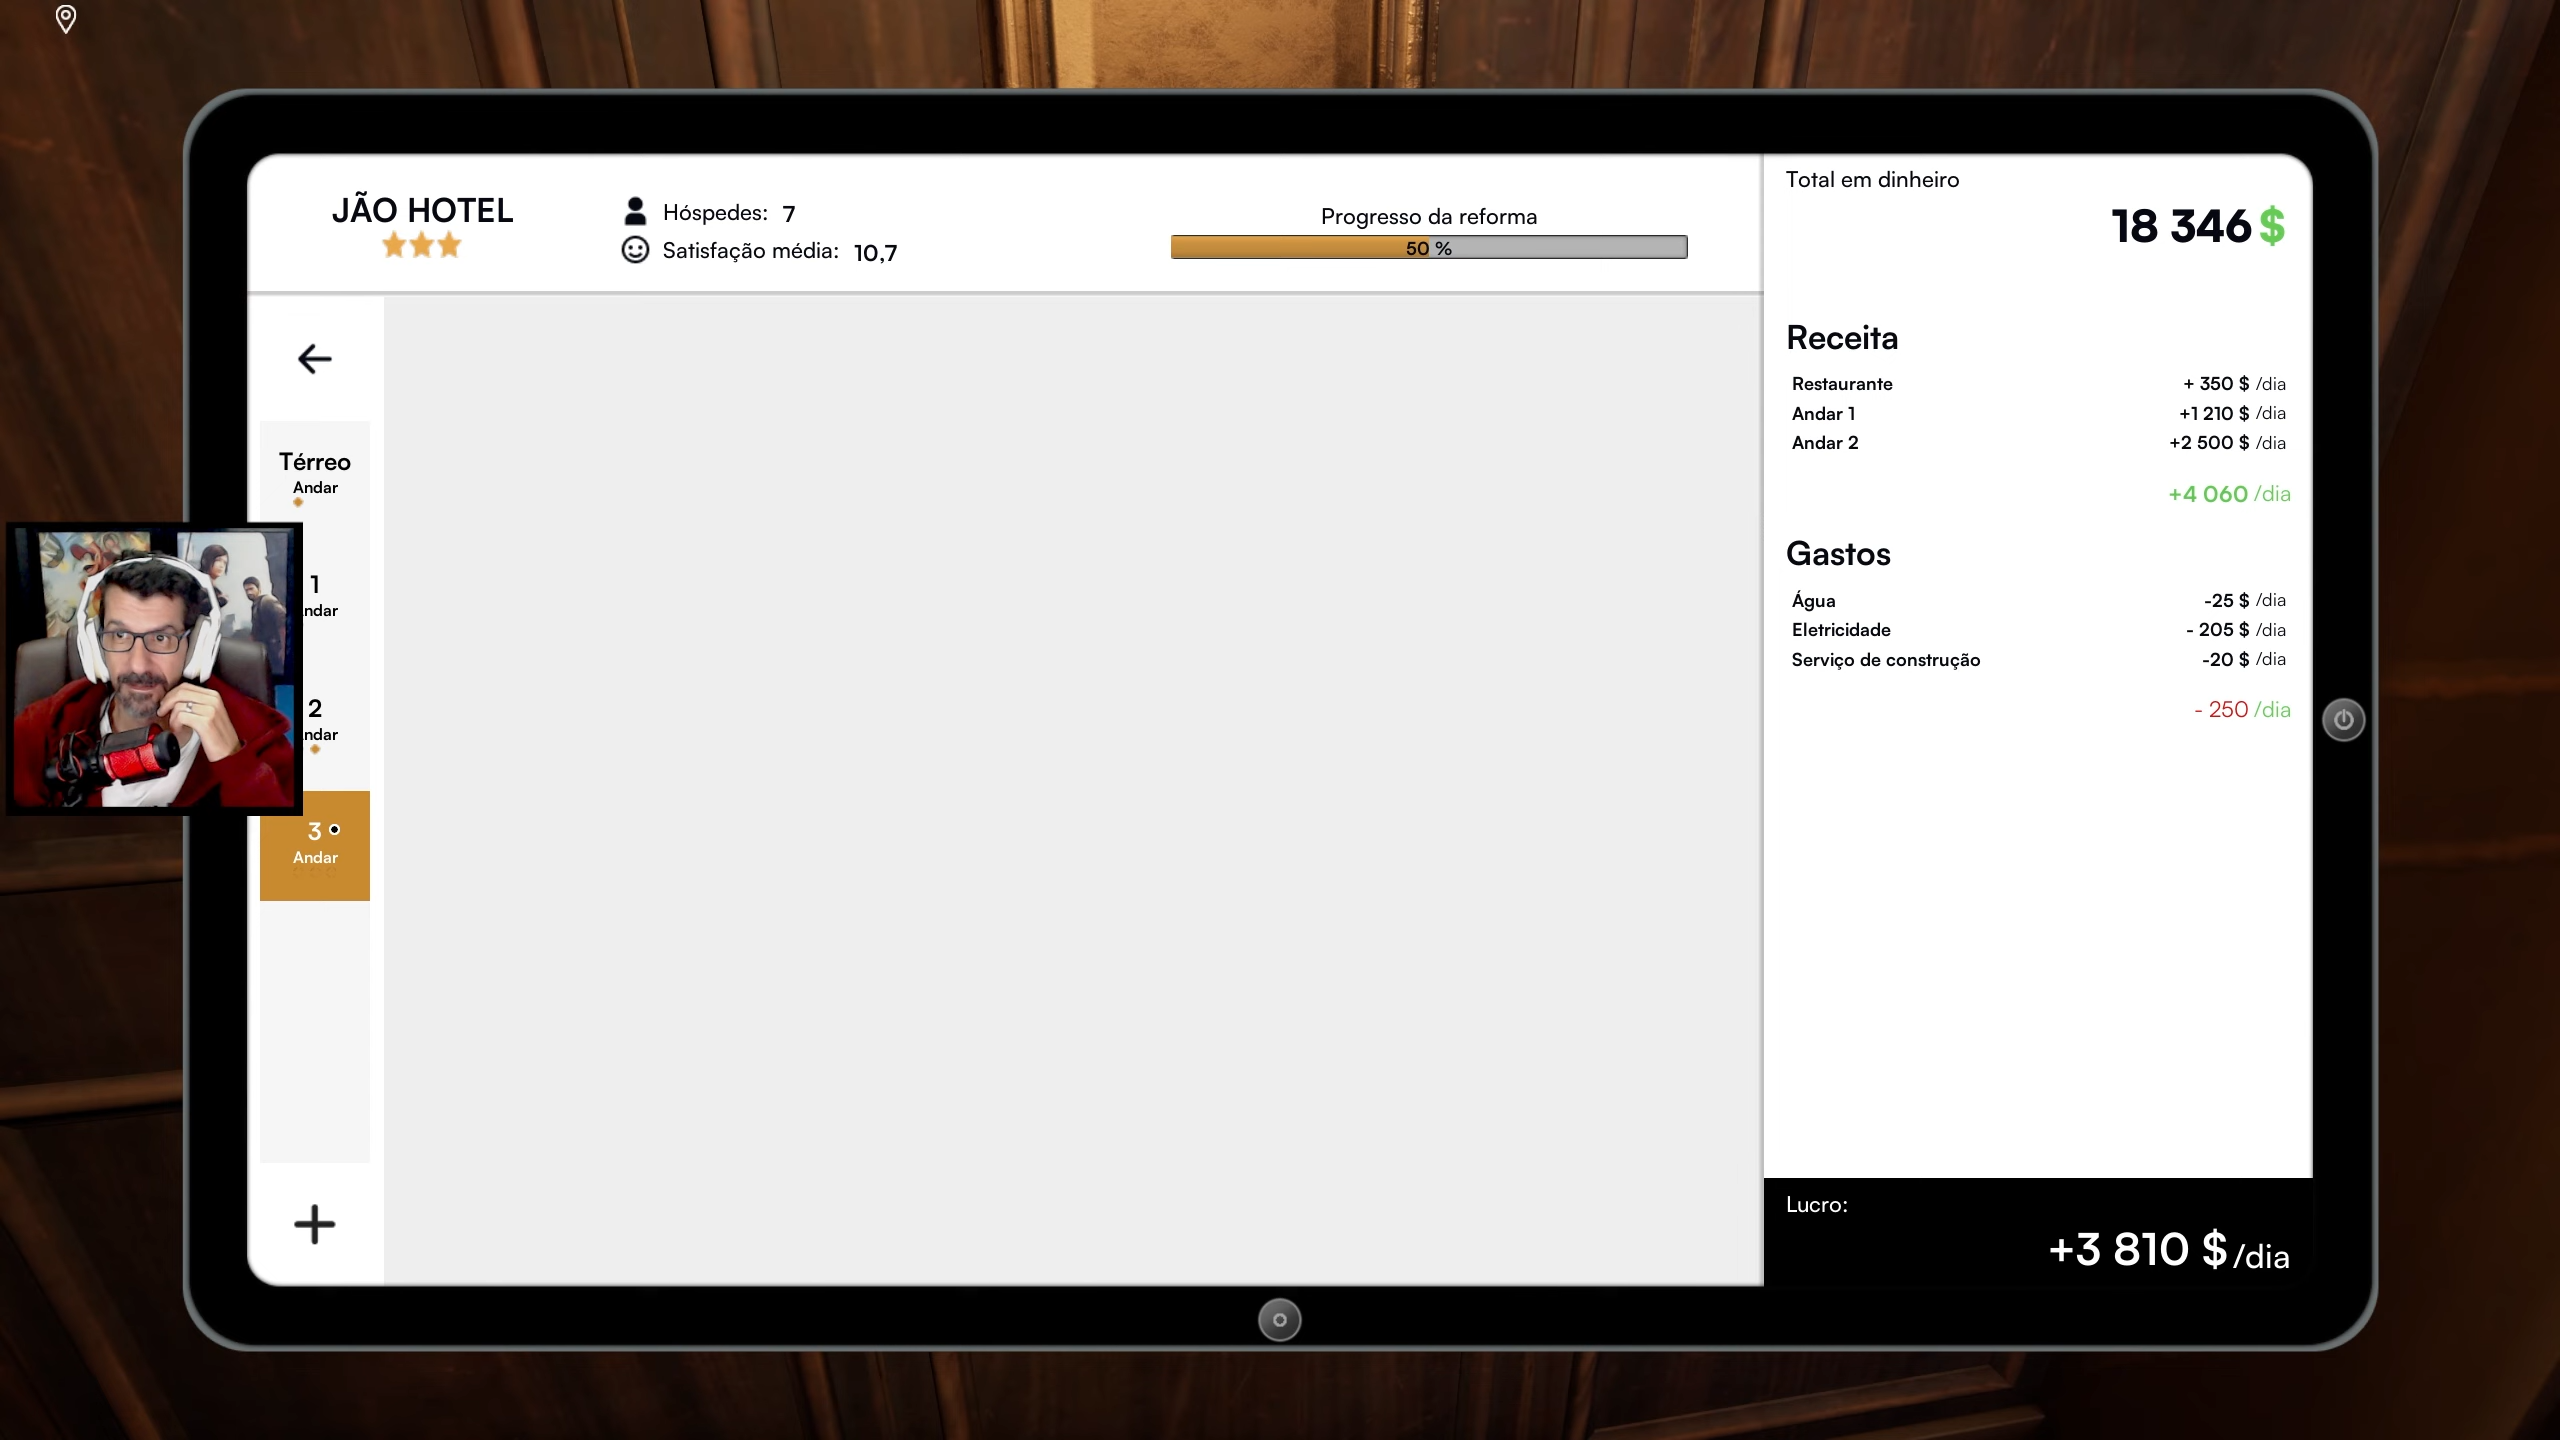 JÃO HOTEL
Hóspedes: 7
Satisfação média: 10,7
Progresso da reforma
50 %
Total em dinheiro
18 346 $
Térreo
Andar
1
ndar
2
ndar
3
Andar
Receita
Restaurante + 350 $ /dia
Andar 1 +1 210 $ /dia
Andar 2 +2 500 $ /dia
+4 060 /dia
Gastos
Água -25 $ /dia
Eletricidade - 205 $ /dia
Serviço de construção -20 $ /dia
- 250 /dia
Lucro:
+3 810 $ /dia